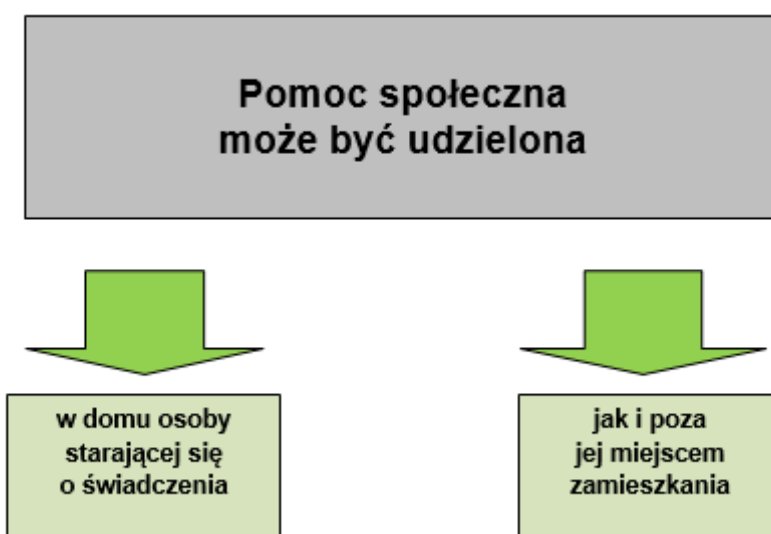 Pomoc społeczna
może być udzielona
w domu osoby
starającej się
o świadczenia
jak i poza
jej miejscem
zamieszkania